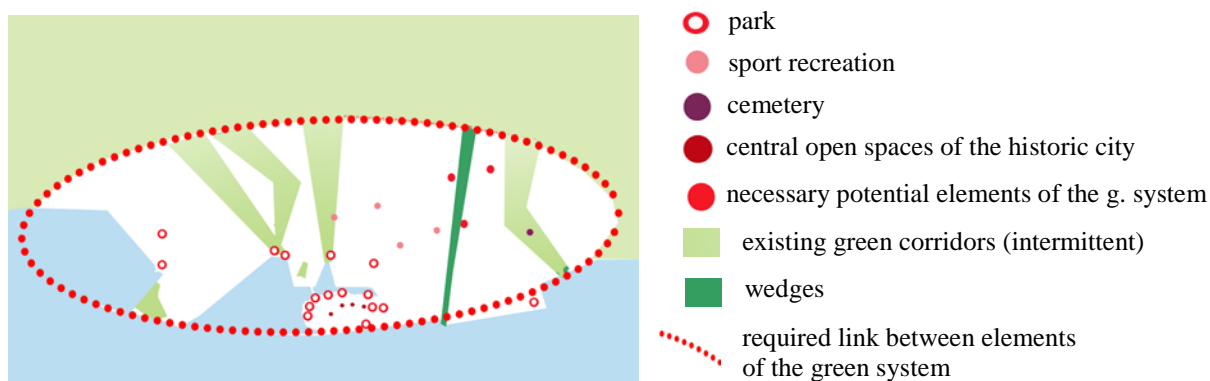 park
sport recreation
cemetery
central open spaces of the historic city
necessary potential elements of the g. system
existing green corridors (intermittent)
wedges
required link between elements
of the green system